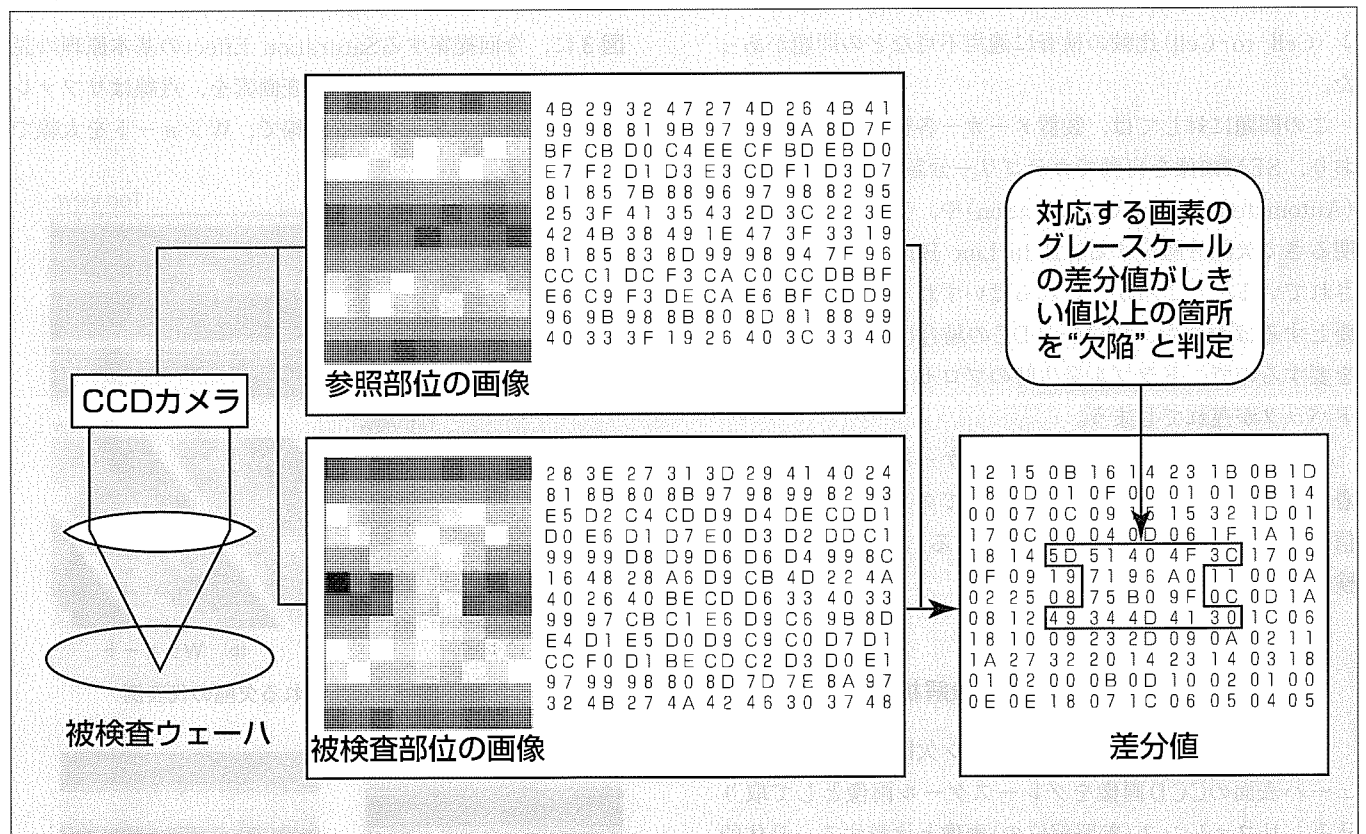 4B 29 32 47 27 4D 26 4B 41
99 98 81 9B 97 99 9A 8D 7F
BF CB D0 C4 EE CF BD EB D0
E7 F2 D1 D3 E3 CD F1 D3 D7
81 85 7B 88 96 97 98 82 95
25 3F 41 35 43 2D 3C 22 3E
42 4B 38 49 1E 47 3F 33 19
81 85 83 8D 99 98 94 7F 96
CC C1 DC F3 CA C0 CC DB BF
E6 C9 F3 DE CA E6 BF CD D9
96 9B 98 8B 80 8D 81 88 99
40 33 3F 19 26 40 3C 33 40
参照部位の画像
対応する画素の
グレースケール
の差分値がしき
い値以上の箇所
を“欠陥”と判定
CCDカメラ
28 3E 27 31 3D 29 41 40 24
81 8B 80 8B 97 98 99 82 93
E5 D2 C4 CD D9 D4 DE CD D1
D0 E6 D1 D7 E0 D3 D2 DD C1
99 99 D8 D9 D6 D6 D4 99 8C
16 48 28 A6 D9 CB 4D 22 4A
40 26 40 BE CD D6 33 40 33
99 97 CB C1 E6 D9 C6 9B 8D
E4 D1 E5 D0 D9 C9 C0 D7 D1
CC F0 D1 BE CD C2 D3 D0 E1
97 99 98 80 8D 7D 7E 8A 97
32 4B 27 4A 42 46 30 37 48
被検査部位の画像
12 15 0B 16 14 23 1B 0B 1D
18 0D 01 0F 00 01 01 0B 14
00 07 0C 09 15 32 1D 01
17 0C 00 04 0D 06 1F 1A 16
18 14 5D 51 40 4F 3C 17 09
0F 09 19 71 96 A0 11 00 0A
02 25 08 75 B0 9F 0C 0D 1A
08 12 49 34 4D 41 30 1C 06
18 10 09 23 2D 09 0A 02 11
1A 27 32 20 14 23 14 03 18
01 02 00 0B 0D 10 02 01 00
0E 0E 18 07 1C 06 05 04 05
差分値
被検査ウェーハ